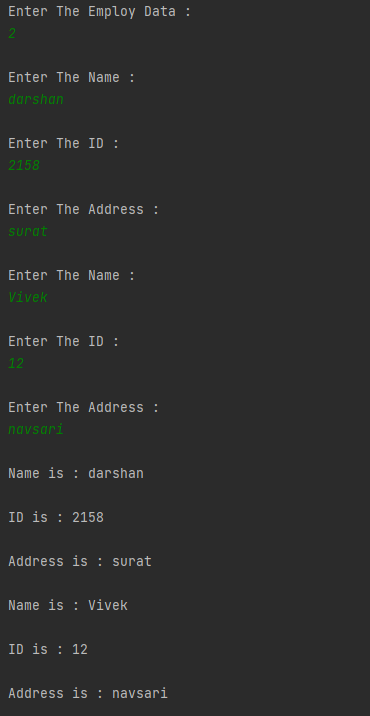 Enter The Employ Data :
2
Enter The Name :
darshan
Enter The ID :
2158
Enter The Address :
surat
Enter The Name :
Vivek
Enter The ID :
12
Enter The Address :
navsari
Name is : darshan
ID is : 2158
Address is : surat
Name is : Vivek
ID is : 12
Address is : navsari